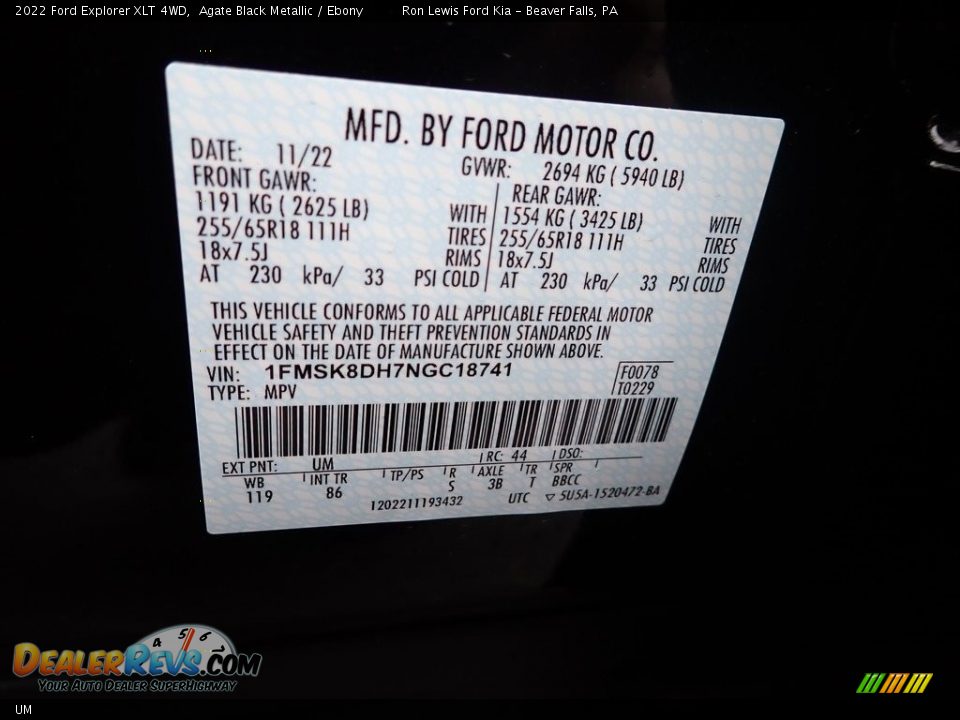 2022 Ford Explorer XLT 4WD, Agate Black Metallic / Ebony Ron Lewis Ford Kia - Beaver Falls, PA
MFD. BY FORD MOTOR CO.
DATE: 11/22 GVWR: 2694 KG ( 5940 LB)
FRONT GAWR: REAR GAWR:
1191 KG ( 2625 LB) WITH 1554 KG ( 3425 LB) WITH
255/65R18 111H TIRES 255/65R18 111H TIRES
18x7.5J RIMS 18x7.5J RIMS
AT 230 kPa/ 33 PSI COLD AT 230 kPa/ 33 PSI COLD
THIS VEHICLE CONFORMS TO ALL APPLICABLE FEDERAL MOTOR
VEHICLE SAFETY AND THEFT PREVENTION STANDARDS IN
EFFECT ON THE DATE OF MANUFACTURE SHOWN ABOVE.
VIN: 1FMSK8DH7NGC18741 F0078
TYPE: MPV T0229
EXT PNT: UM RC: 44 DSO:
WB INT TR TP/PS R AXLE TR SPR
119 86 S 3B T BBCC
1202211193432 UTC ▽ 5U5A-1520472-BA
4 5 6
DEALERREVS.COM
YOUR AUTO DEALER SUPERHIGHWAY
UM